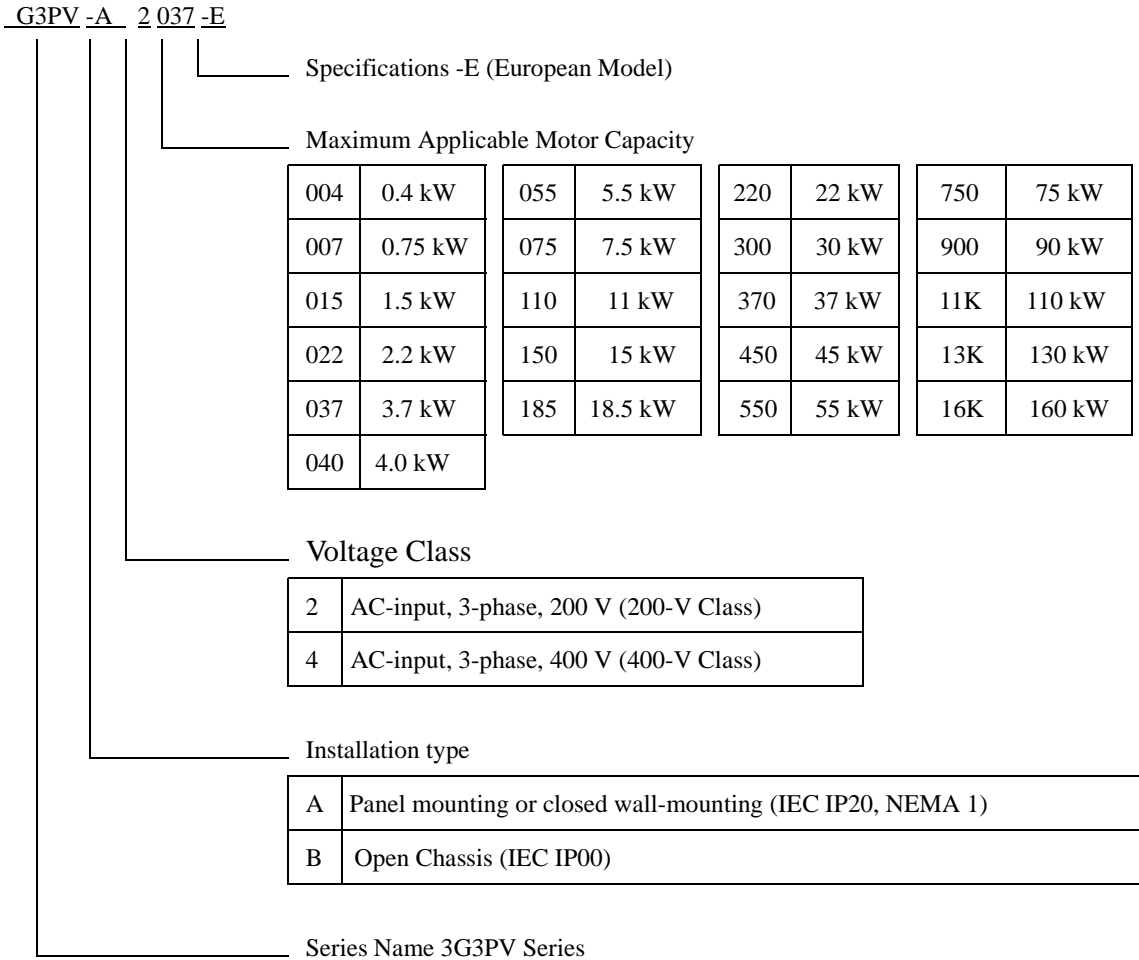 G3PV -A 2 037 -E
Specifications -E (European Model)
Maximum Applicable Motor Capacity
004 0.4 kW 055 5.5 kW 220 22 kW 750 75 kW
007 0.75 kW 075 7.5 kW 300 30 kW 900 90 kW
015 1.5 kW 110 11 kW 370 37 kW 11K 110 kW
022 2.2 kW 150 15 kW 450 45 kW 13K 130 kW
037 3.7 kW 185 18.5 kW 550 55 kW 16K 160 kW
040 4.0 kW
Voltage Class
2 AC-input, 3-phase, 200 V (200-V Class)
4 AC-input, 3-phase, 400 V (400-V Class)
Installation type
A Panel mounting or closed wall-mounting (IEC IP20, NEMA 1)
B Open Chassis (IEC IP00)
Series Name 3G3PV Series